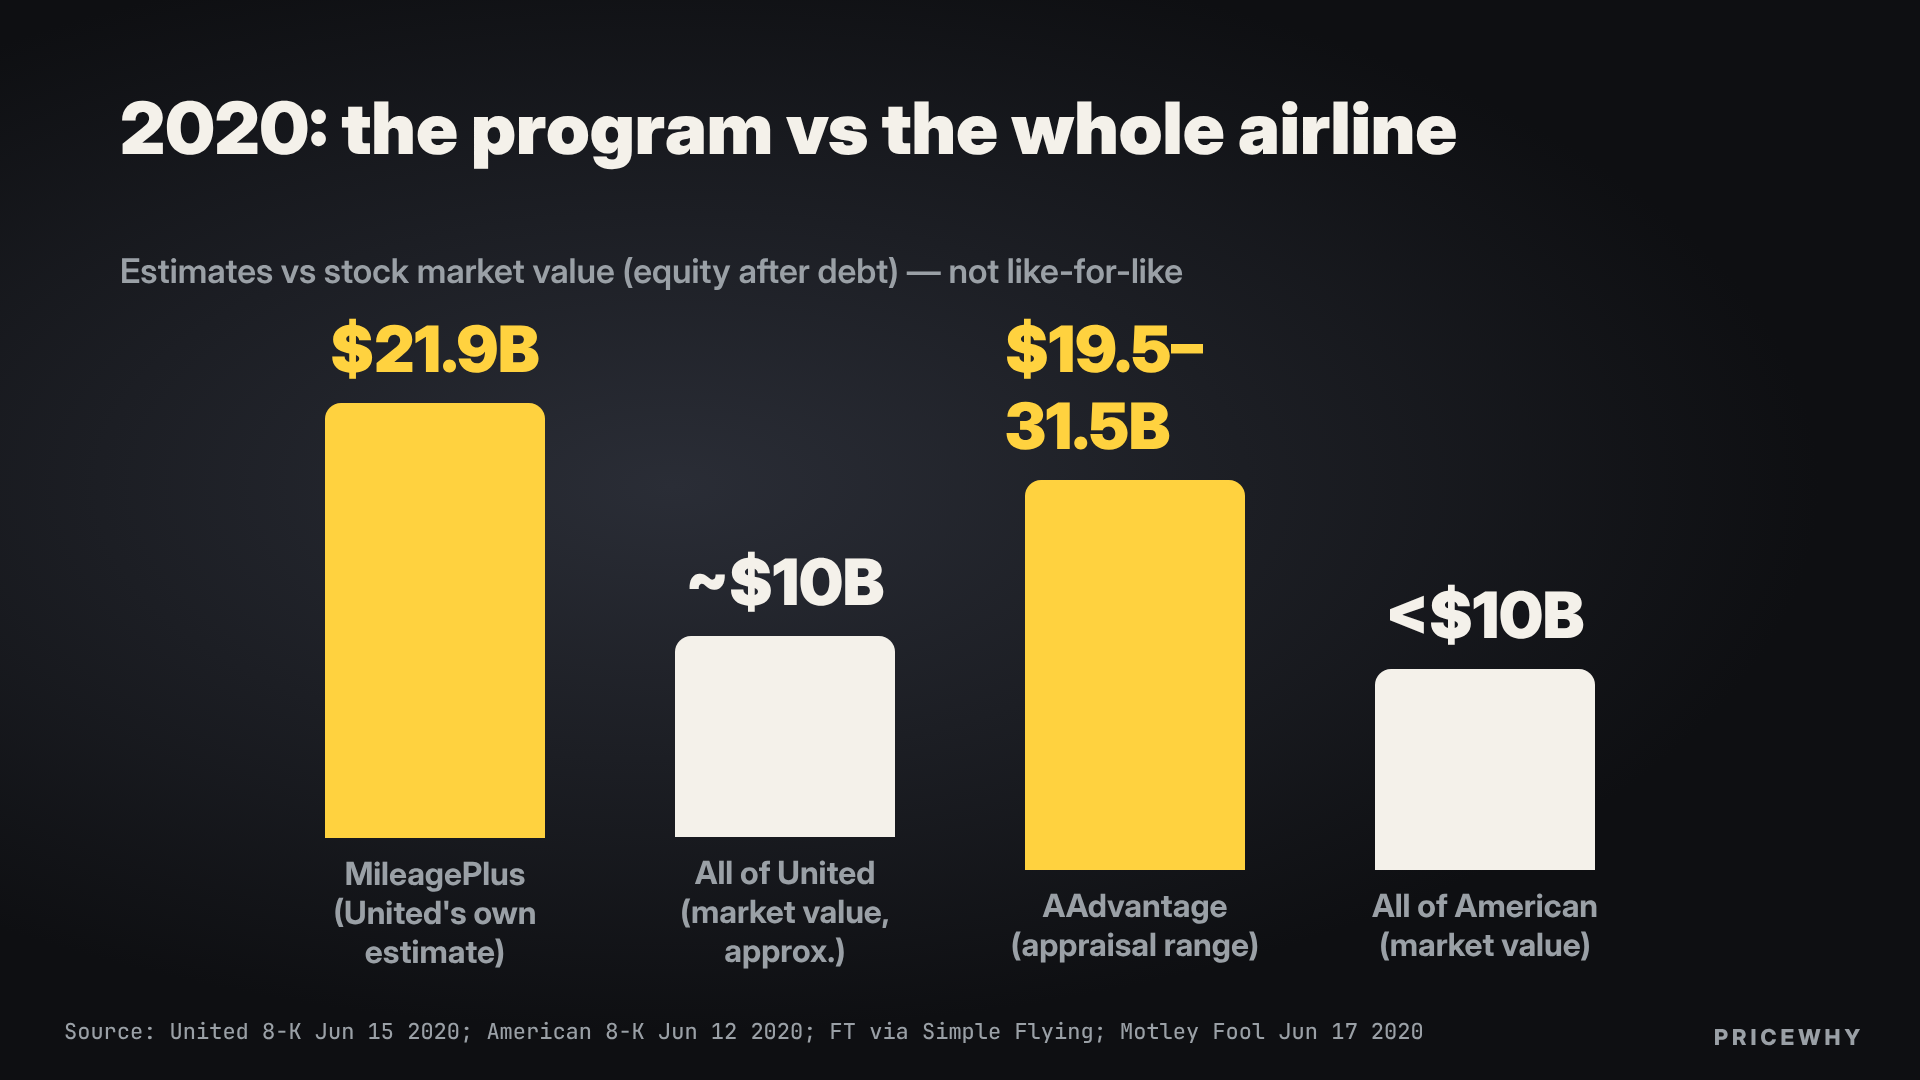 2020: the program vs the whole airline
Estimates vs stock market value (equity after debt) — not like-for-like
$21.9B
MileagePlus
(United's own
estimate)
~$10B
All of United
(market value,
approx.)
$19.5–
31.5B
AAdvantage
(appraisal range)
<$10B
All of American
(market value)
Source: United 8-K Jun 15 2020; American 8-K Jun 12 2020; FT via Simple Flying; Motley Fool Jun 17 2020
PRICEWHY